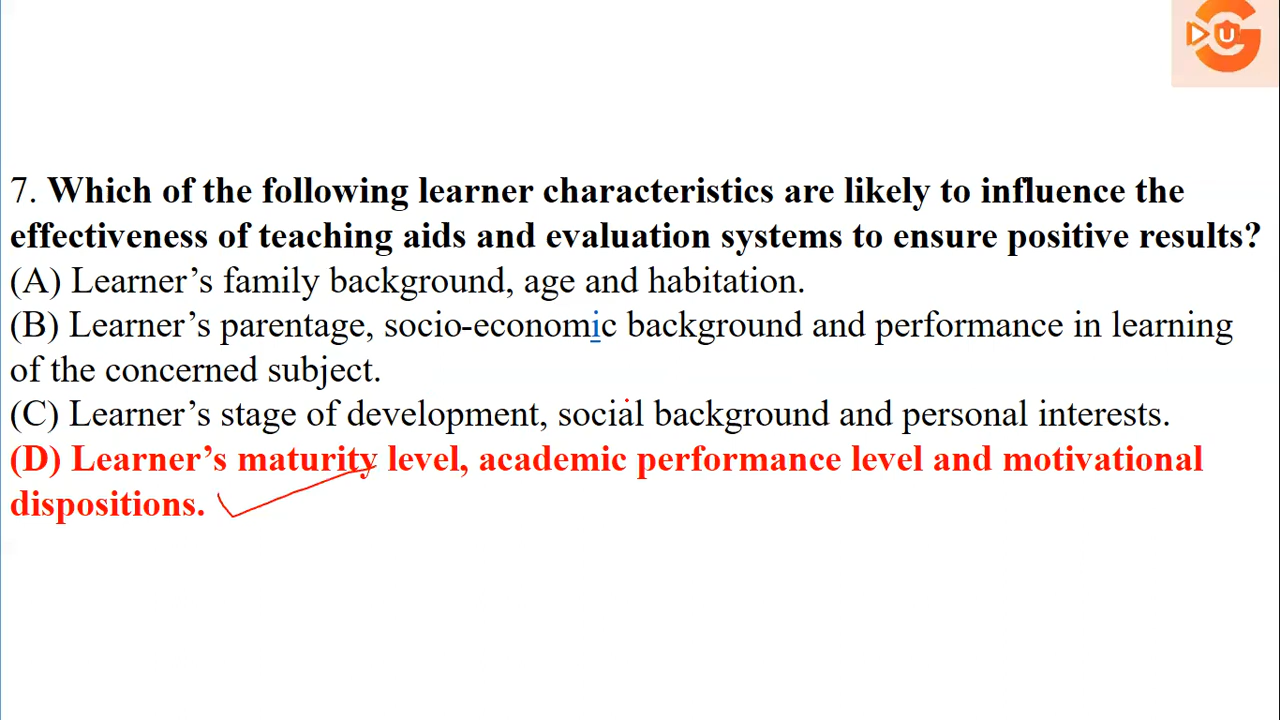 U
7. Which of the following learner characteristics are likely to influence the
effectiveness of teaching aids and evaluation systems to ensure positive results?
(A) Learner’s family background, age and habitation.
(B) Learner’s parentage, socio-economic background and performance in learning
of the concerned subject.
(C) Learner’s stage of development, social background and personal interests.
(D) Learner’s maturity level, academic performance level and motivational
dispositions.